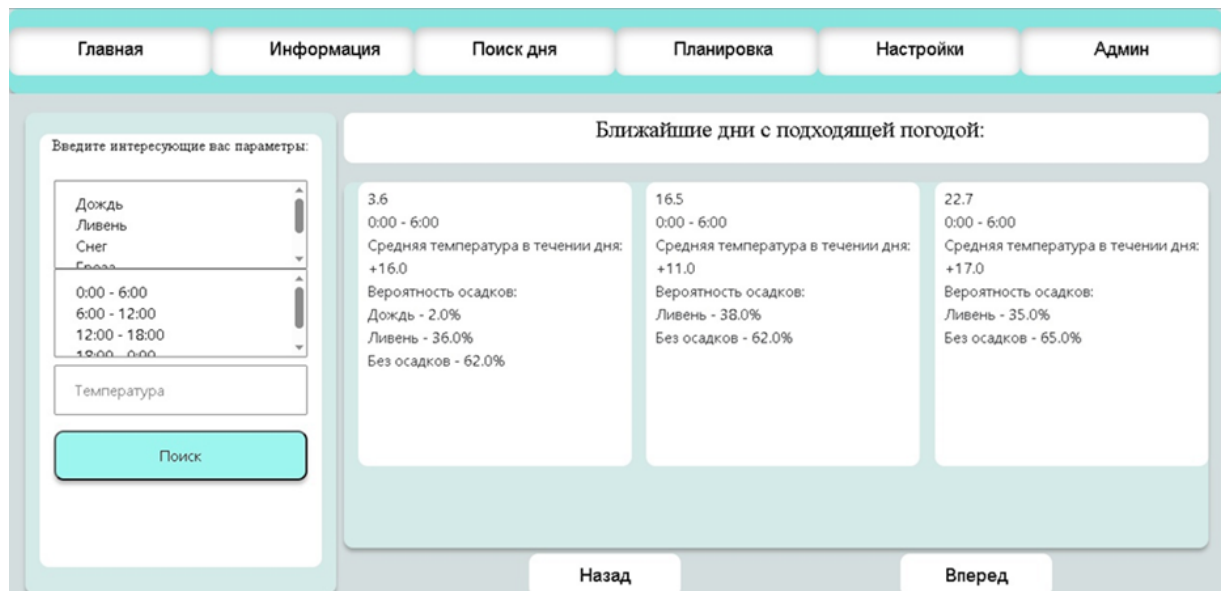 Главная
Информация
Поиск дня
Планировка
Настройки
Админ
Введите интересующие вас параметры:
Дождь
Ливень
Снег
Гроза
0:00 - 6:00
6:00 - 12:00
12:00 - 18:00
18:00 - 0:00
Температура
Поиск
Ближайшие дни с подходящей погодой:
3.6
0:00 - 6:00
Средняя температура в течении дня:
+16.0
Вероятность осадков:
Дождь - 2.0%
Ливень - 36.0%
Без осадков - 62.0%
16.5
0:00 - 6:00
Средняя температура в течении дня:
+11.0
Вероятность осадков:
Ливень - 38.0%
Без осадков - 62.0%
22.7
0:00 - 6:00
Средняя температура в течении дня:
+17.0
Вероятность осадков:
Ливень - 35.0%
Без осадков - 65.0%
Назад
Вперед